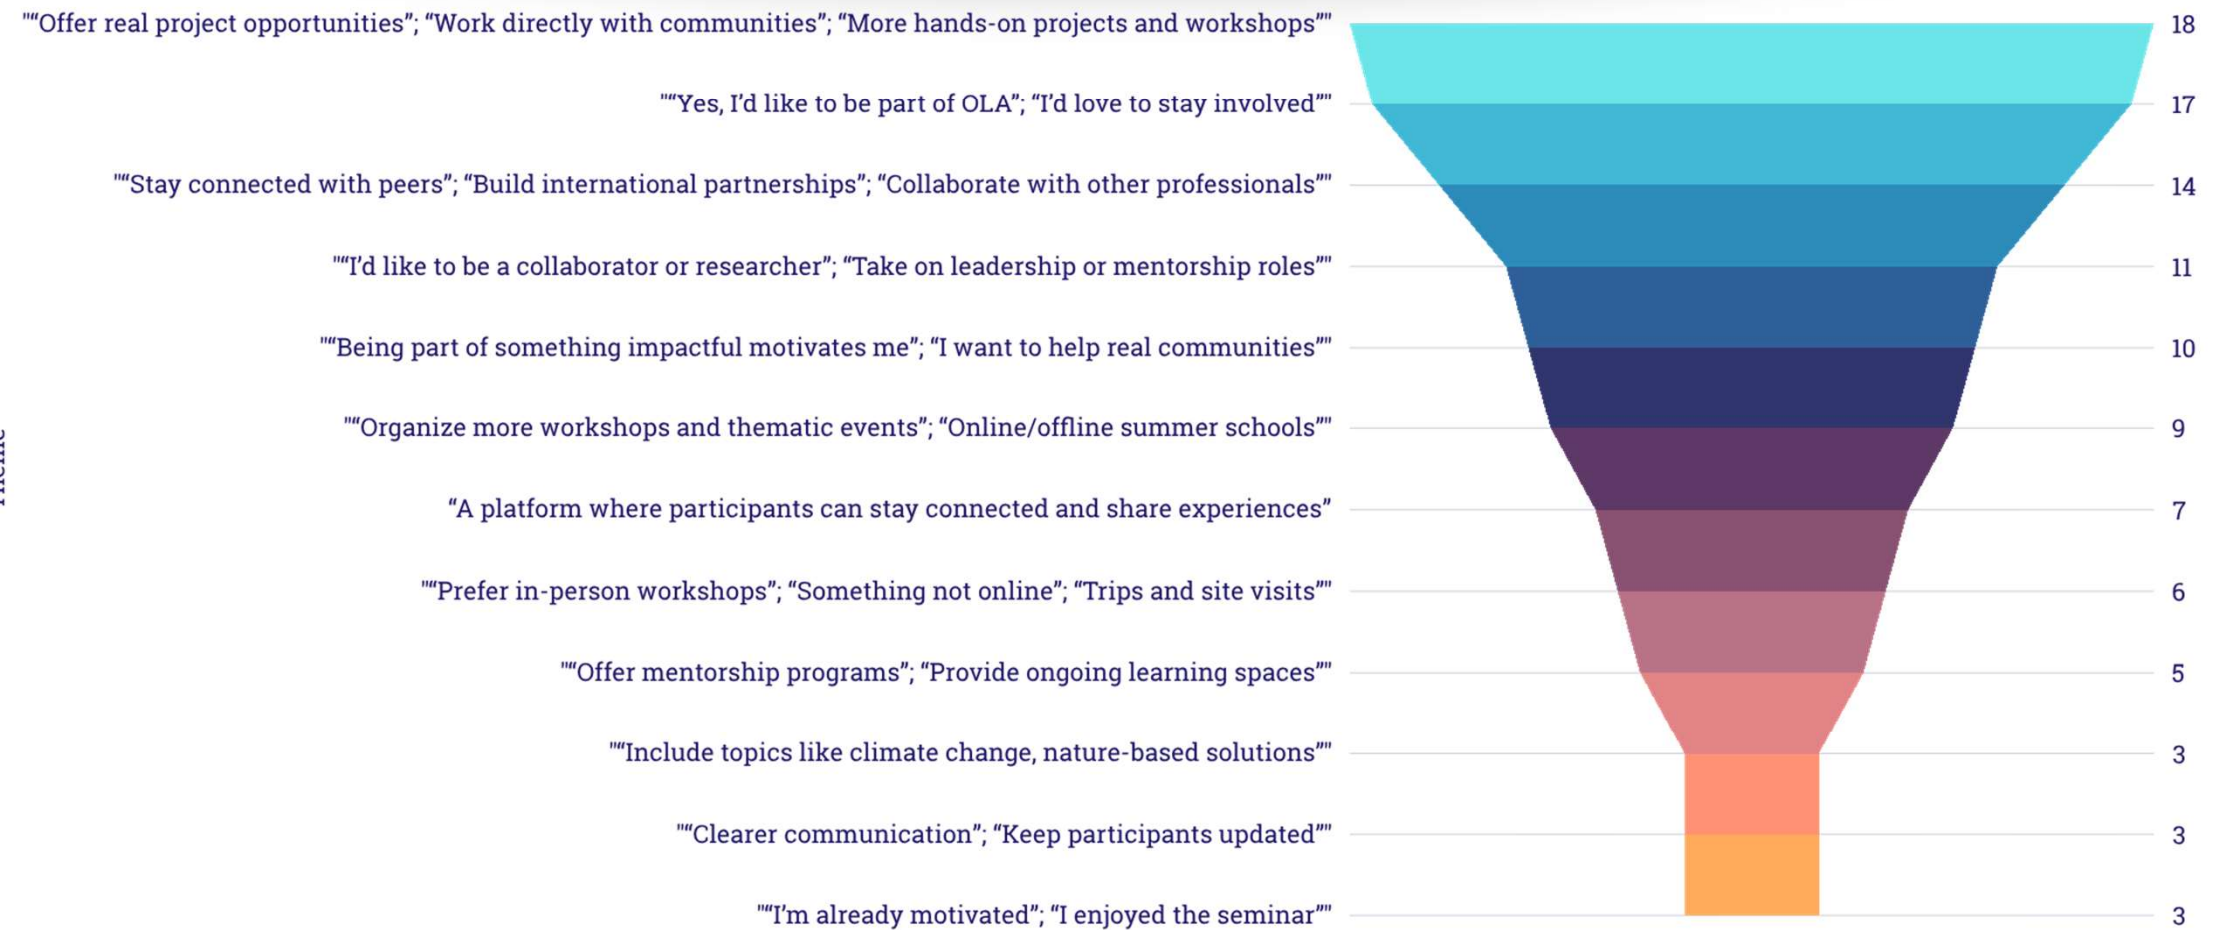 "“Offer real project opportunities”; “Work directly with communities”; “More hands-on projects and workshops”" 18
"“Yes, I’d like to be part of OLA”; “I’d love to stay involved”" 17
"“Stay connected with peers”; “Build international partnerships”; “Collaborate with other professionals”" 14
"“I’d like to be a collaborator or researcher”; “Take on leadership or mentorship roles”" 11
"“Being part of something impactful motivates me”; “I want to help real communities”" 10
"“Organize more workshops and thematic events”; “Online/offline summer schools”" 9
“A platform where participants can stay connected and share experiences” 7
"“Prefer in-person workshops”; “Something not online”; “Trips and site visits”" 6
"“Offer mentorship programs”; “Provide ongoing learning spaces”" 5
"“Include topics like climate change, nature-based solutions”" 3
"“Clearer communication”; “Keep participants updated”" 3
"“I’m already motivated”; “I enjoyed the seminar”" 3